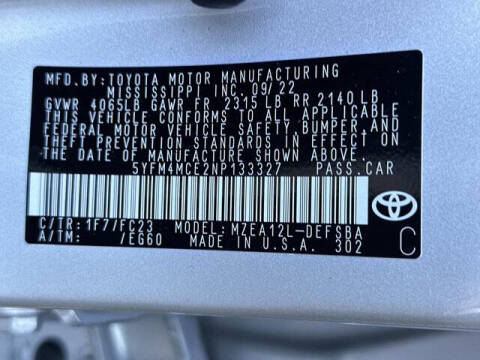 MFD.BY:TOYOTA MOTOR MANUFACTURING
MISSISSIPPI INC. 09/22
GVWR 4065LB GAWR FR 2315 LB RR 2140 LB
THIS VEHICLE CONFORMS TO ALL APPLICABLE
FEDERAL MOTOR VEHICLE SAFETY, BUMPER, AND
THEFT PREVENTION STANDARDS IN EFFECT ON
THE DATE OF MANUFACTURE SHOWN ABOVE.
5YFM4MCE2NP133327 PASS.CAR
C/TR: 1F7/FC23 MODEL: MZEA12L-DEFSBA
A/TM: /EG60 MADE IN U.S.A. 302
C